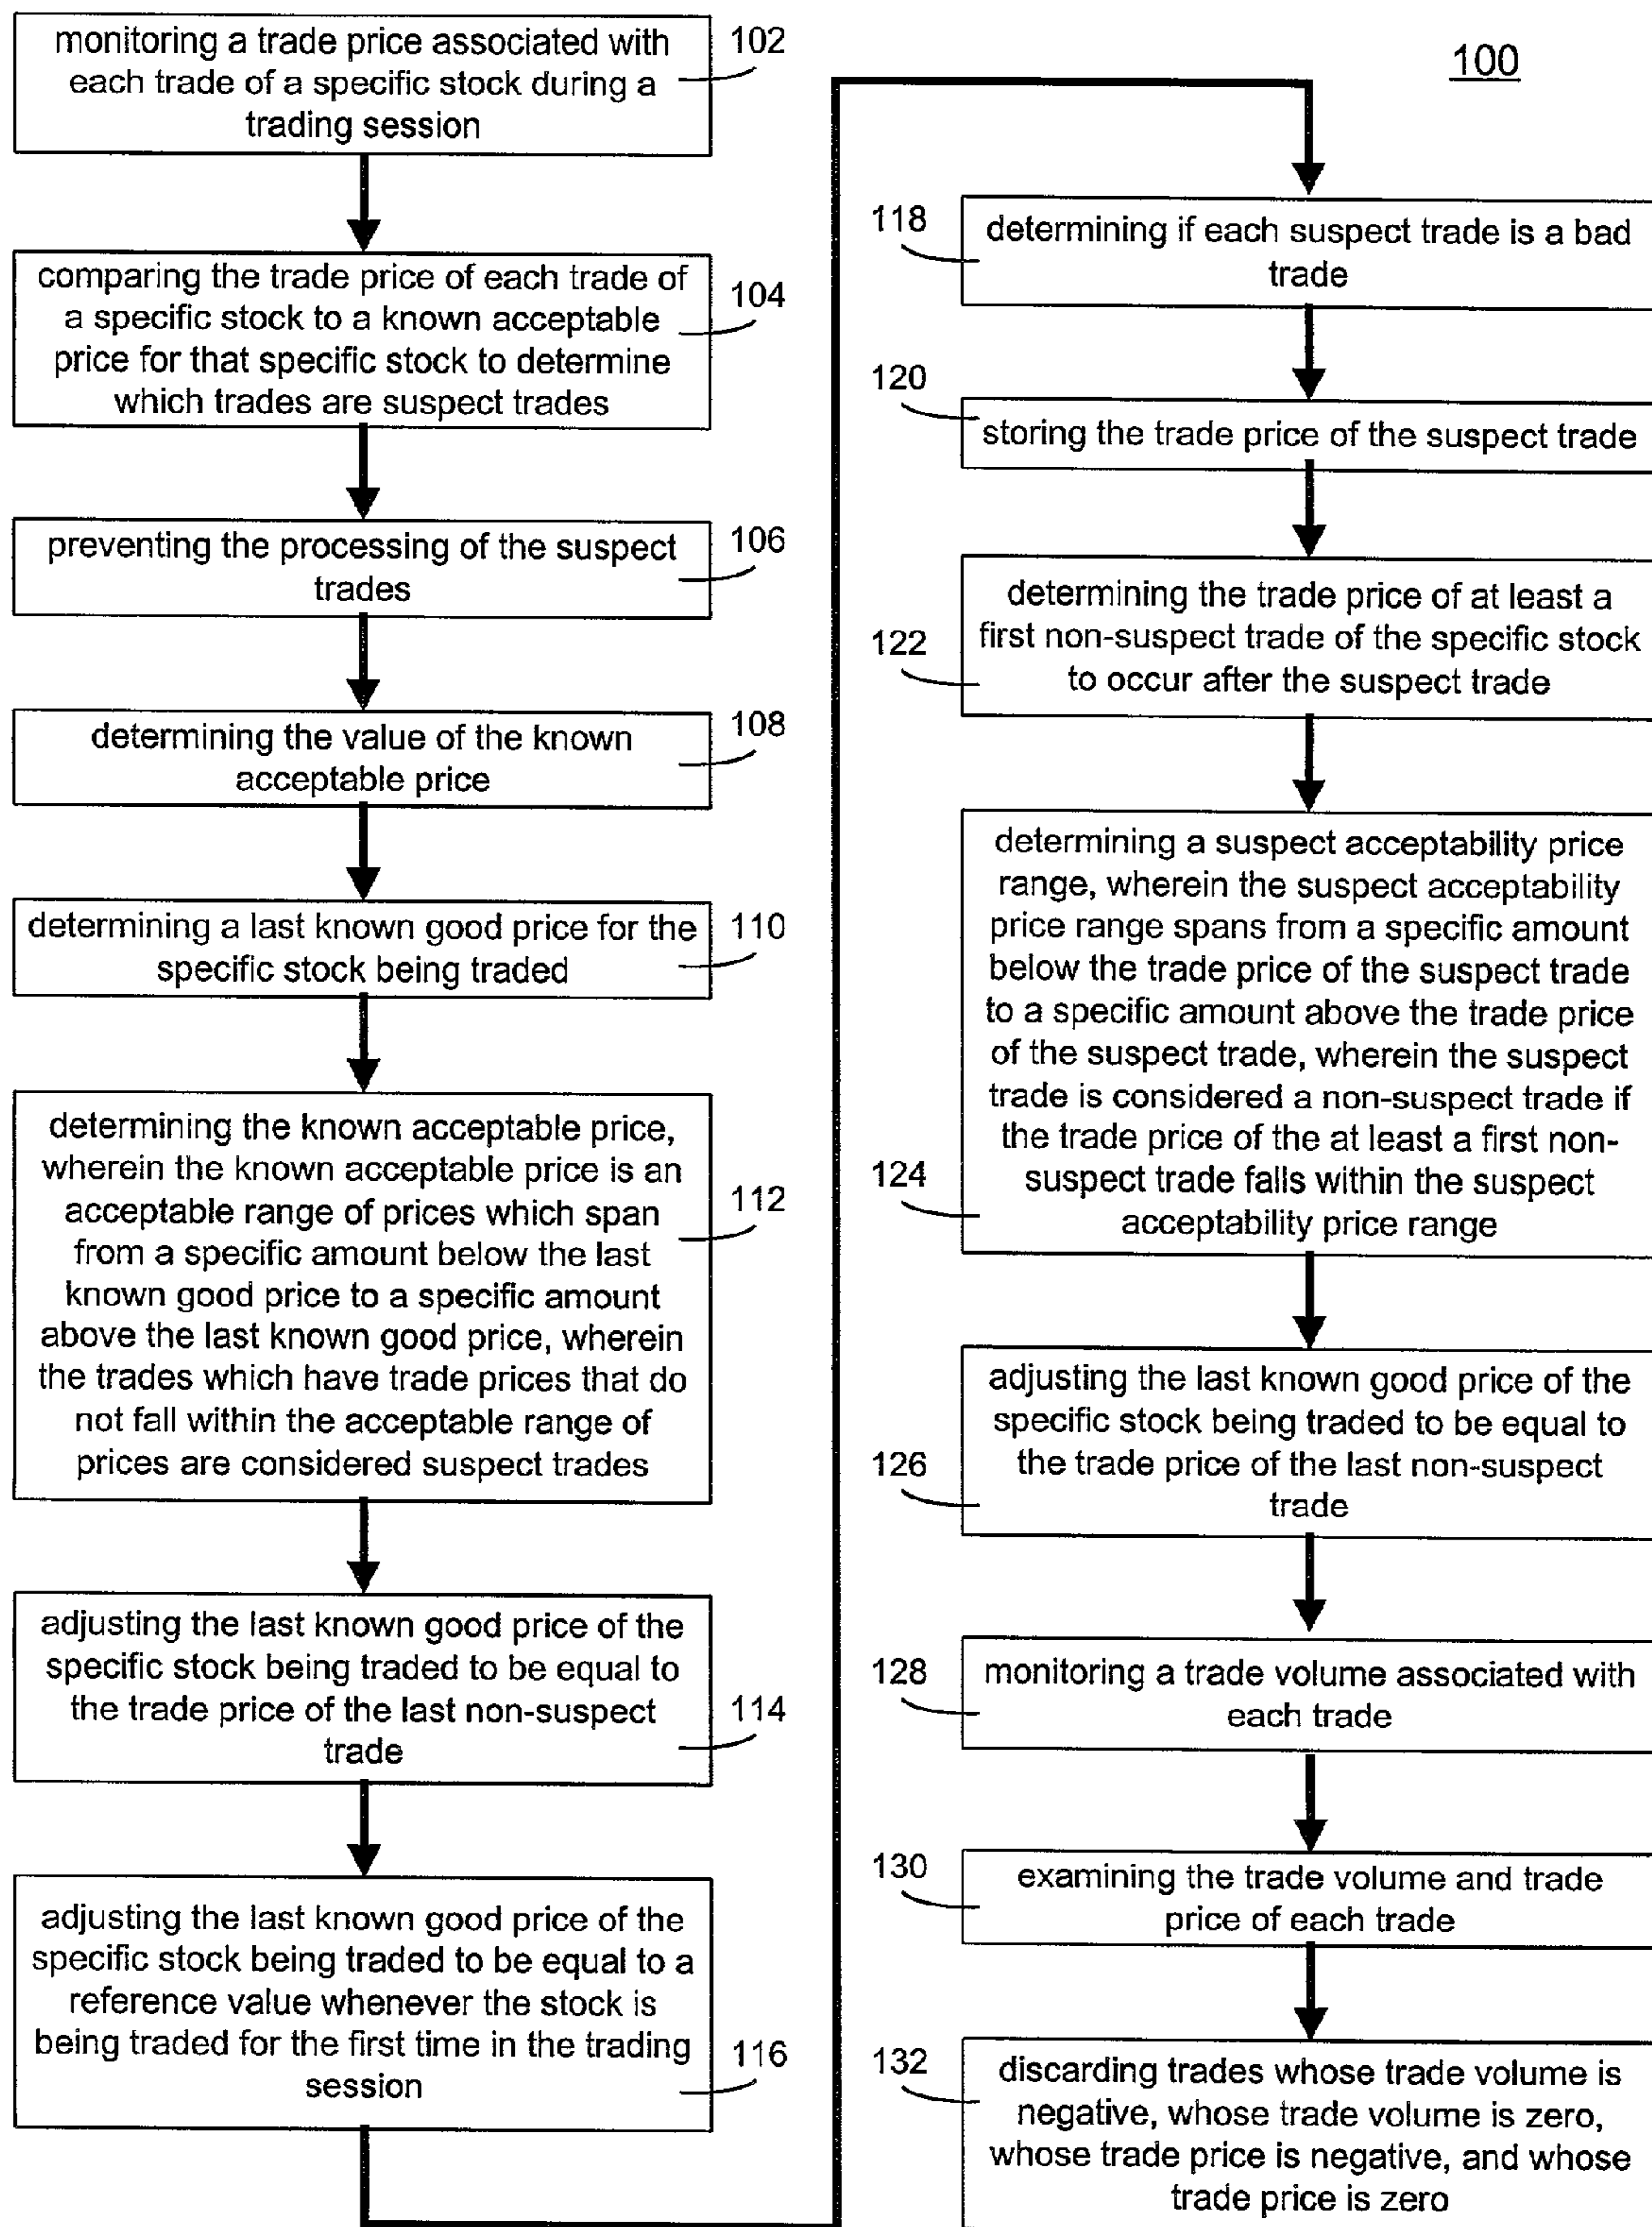 100
monitoring a trade price associated with
each trade of a specific stock during a
trading session
102
comparing the trade price of each trade of
a specific stock to a known acceptable
price for that specific stock to determine
which trades are suspect trades
104
preventing the processing of the suspect
trades
106
determining the value of the known
acceptable price
108
determining a last known good price for the
specific stock being traded
110
determining the known acceptable price,
wherein the known acceptable price is an
acceptable range of prices which span
from a specific amount below the last
known good price to a specific amount
above the last known good price, wherein
the trades which have trade prices that do
not fall within the acceptable range of
prices are considered suspect trades
112
adjusting the last known good price of the
specific stock being traded to be equal to
the trade price of the last non-suspect
trade
114
adjusting the last known good price of the
specific stock being traded to be equal to a
reference value whenever the stock is
being traded for the first time in the trading
session
116
118
determining if each suspect trade is a bad
trade
120
storing the trade price of the suspect trade
122
determining the trade price of at least a
first non-suspect trade of the specific stock
to occur after the suspect trade
124
determining a suspect acceptability price
range, wherein the suspect acceptability
price range spans from a specific amount
below the trade price of the suspect trade
to a specific amount above the trade price
of the suspect trade, wherein the suspect
trade is considered a non-suspect trade if
the trade price of the at least a first non-
suspect trade falls within the suspect
acceptability price range
126
adjusting the last known good price of the
specific stock being traded to be equal to
the trade price of the last non-suspect
trade
128
monitoring a trade volume associated with
each trade
130
examining the trade volume and trade
price of each trade
132
discarding trades whose trade volume is
negative, whose trade volume is zero,
whose trade price is negative, and whose
trade price is zero